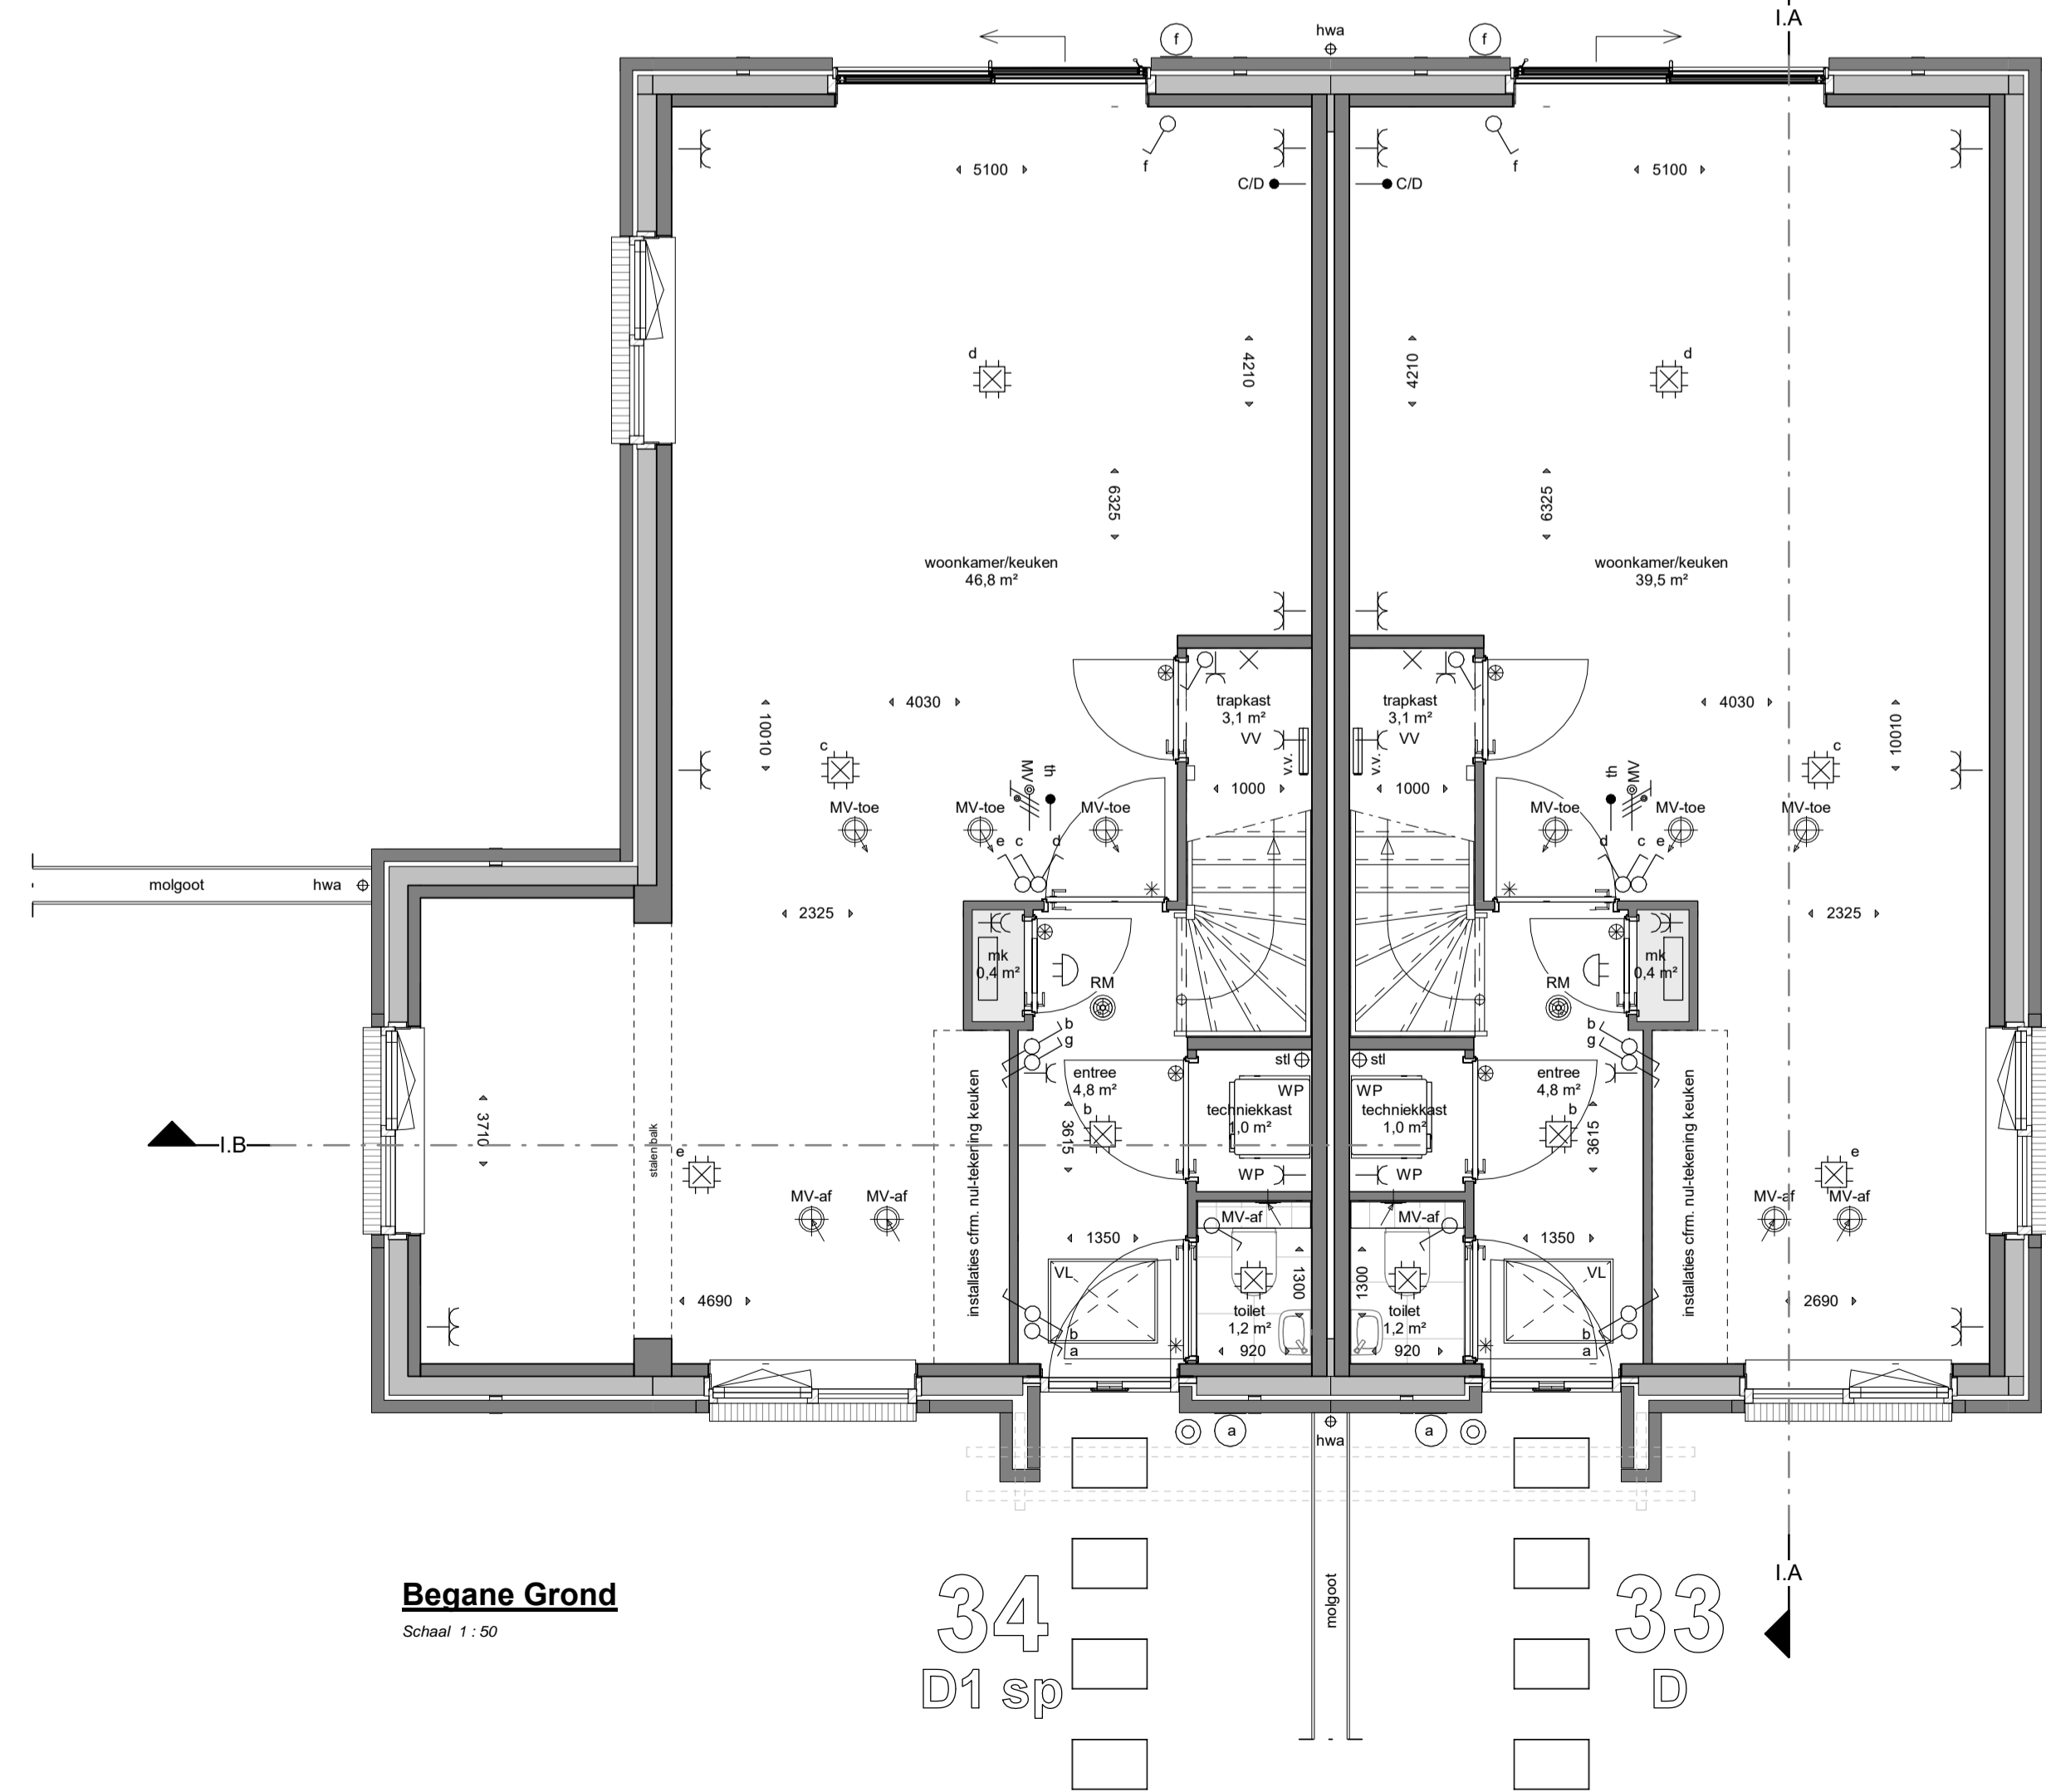 I.A
f
hwa
f
f
f
5100
5100
C/D
C/D
d
d
4210
4210
6325
6325
woonkamer/keuken
46,8 m²
woonkamer/keuken
39,5 m²
trapkast
3,1 m²
VV
trapkast
3,1 m²
VV
4030
4030
10010
10010
v.v.
v.v.
c
c
MV
th
th
MV
1000
1000
MV-toe
MV-toe
MV-toe
MV-toe
MV-toe
MV-toe
e
c
d
d
c
e
molgoot
hwa
2325
2325
mk
0,4 m²
mk
0,4 m²
RM
RM
b
g
b
g
stl
stl
entree
4,8 m²
b
entree
4,8 m²
b
WP
WP
techniekkast
1,0 m²
techniekkast
1,0 m²
3710
3615
3615
I.B
stalen balk
installaties cfrm. nul-tekening keuken
installaties cfrm. nul-tekening keuken
e
e
WP
WP
MV-af
MV-af
MV-af
MV-af
MV-af
MV-af
1350
1350
VL
VL
1300
1300
4690
2690
toilet
1,2 m²
toilet
1,2 m²
b
a
b
a
920
920
a
hwa
a
I.A
Begane Grond
Schaal 1 : 50
34
D1 sp
molgoot
33
D